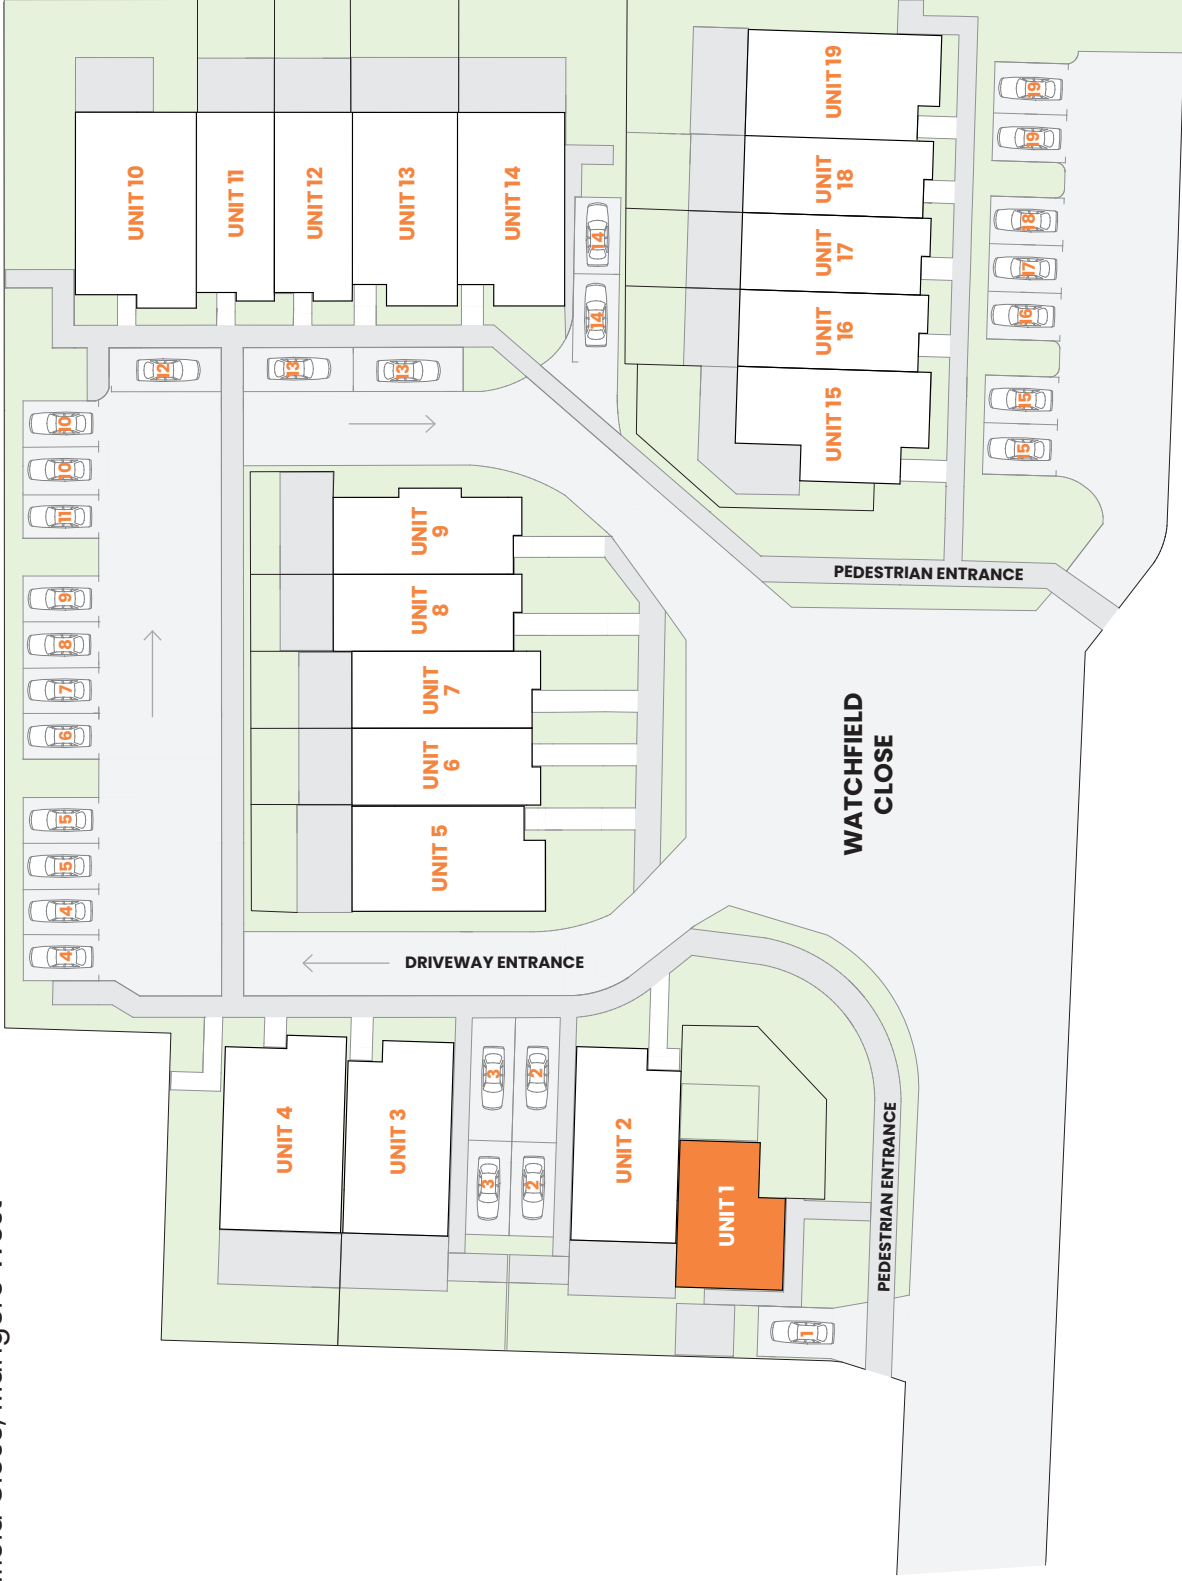 UNIT 10
UNIT 11
UNIT 12
UNIT 13
UNIT 14
UNIT 19
UNIT
18
UNIT
17
UNIT
16
UNIT 15
19
19
18
17
16
15
15
14
14
12
13
13
10
10
11
9
8
7
6
5
5
4
4
UNIT
9
UNIT
8
UNIT
7
UNIT
6
UNIT 5
PEDESTRIAN ENTRANCE
WATCHFIELD
CLOSE
DRIVEWAY ENTRANCE
UNIT 4
UNIT 3
3
2
3
2
UNIT 2
UNIT 1
1
PEDESTRIAN ENTRANCE